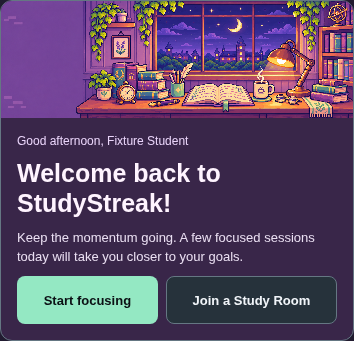 Good afternoon, Fixture Student
Welcome back to
StudyStreak!
Keep the momentum going. A few focused sessions
today will take you closer to your goals.
Start focusing
Join a Study Room